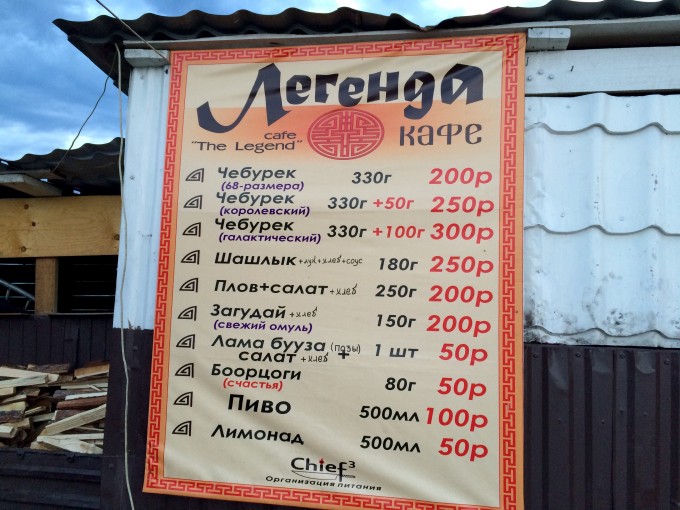 Легенда
cafe
"The Legend"
кафе
Чебурек 330г 200р
(68-размера)
Чебурек 330г +50г 250р
(королевский)
Чебурек 330г +100г 300р
(галактический)
Шашлык +лук+хлеб+соус 180г 250р
Плов+салат +хлеб 250г 200р
Загудай +хлеб 150г 200р
(свежий омуль)
Лама бууза (позы) + 1 шт 50р
салат +хлеб
Боорцоги 80г 50р
(счастья)
Пиво 500мл 100р
Лимонад 500мл 50р
Chief³
Организация питания